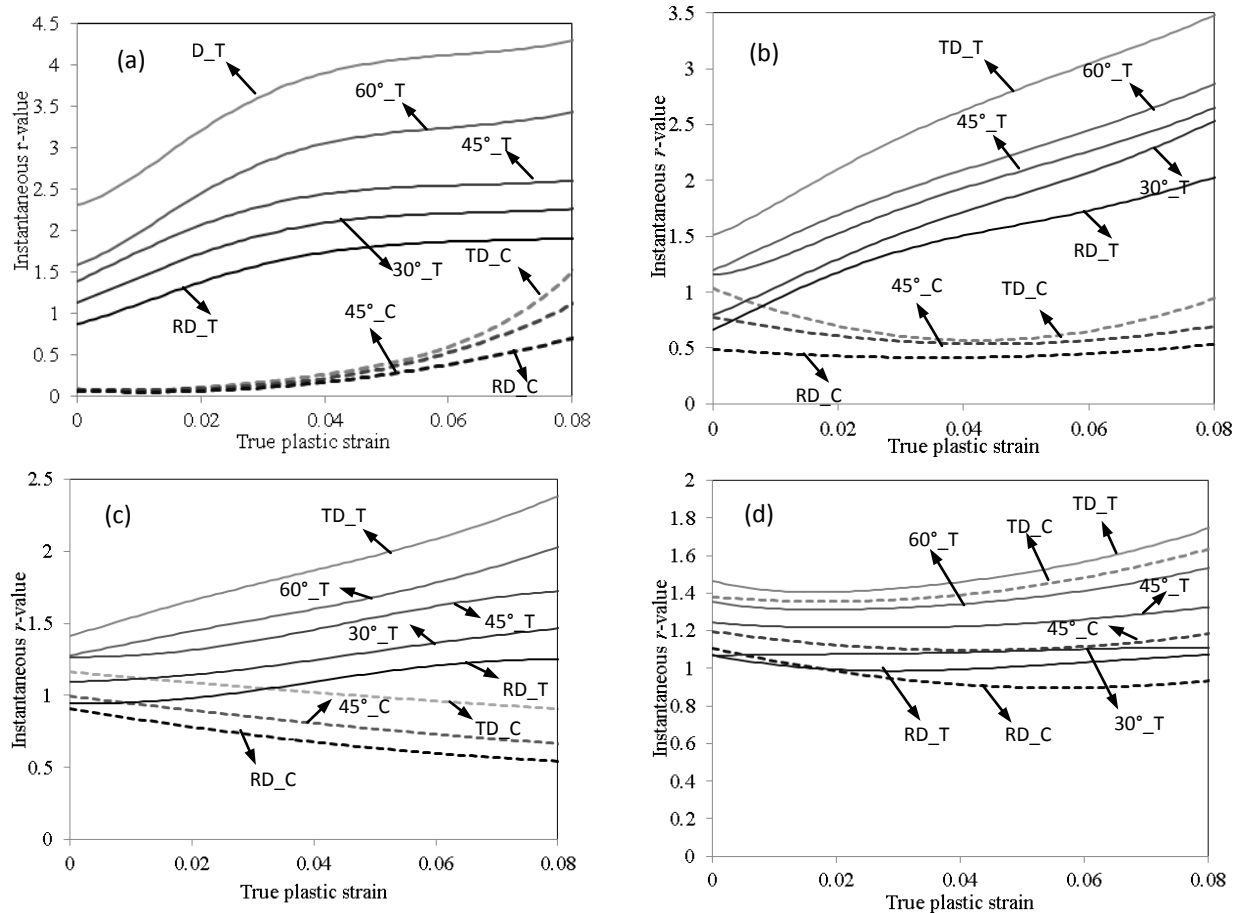 (a)
Instantaneous r-value
4.5
4
3.5
3
2.5
2
1.5
1
0.5
0
D_T
60°_T
45°_T
30°_T
RD_T
TD_C
45°_C
RD_C
0
0.02
0.04
0.06
0.08
True plastic strain
(b)
Instantaneous r-value
3.5
3
2.5
2
1.5
1
0.5
0
TD_T
60°_T
45°_T
30°_T
RD_T
45°_C
TD_C
RD_C
0
0.02
0.04
0.06
0.08
True plastic strain
(c)
Instantaneous r-value
2.5
2
1.5
1
0.5
0
TD_T
60°_T
30°_T
45°_T
RD_T
45°_C
TD_C
RD_C
0
0.02
0.04
0.06
0.08
True plastic strain
(d)
Instantaneous r-value
2
1.8
1.6
1.4
1.2
1
0.8
0.6
0.4
0.2
0
TD_T
TD_C
60°_T
45°_T
45°_C
RD_T
RD_C
30°_T
0
0.02
0.04
0.06
0.08
True plastic strain